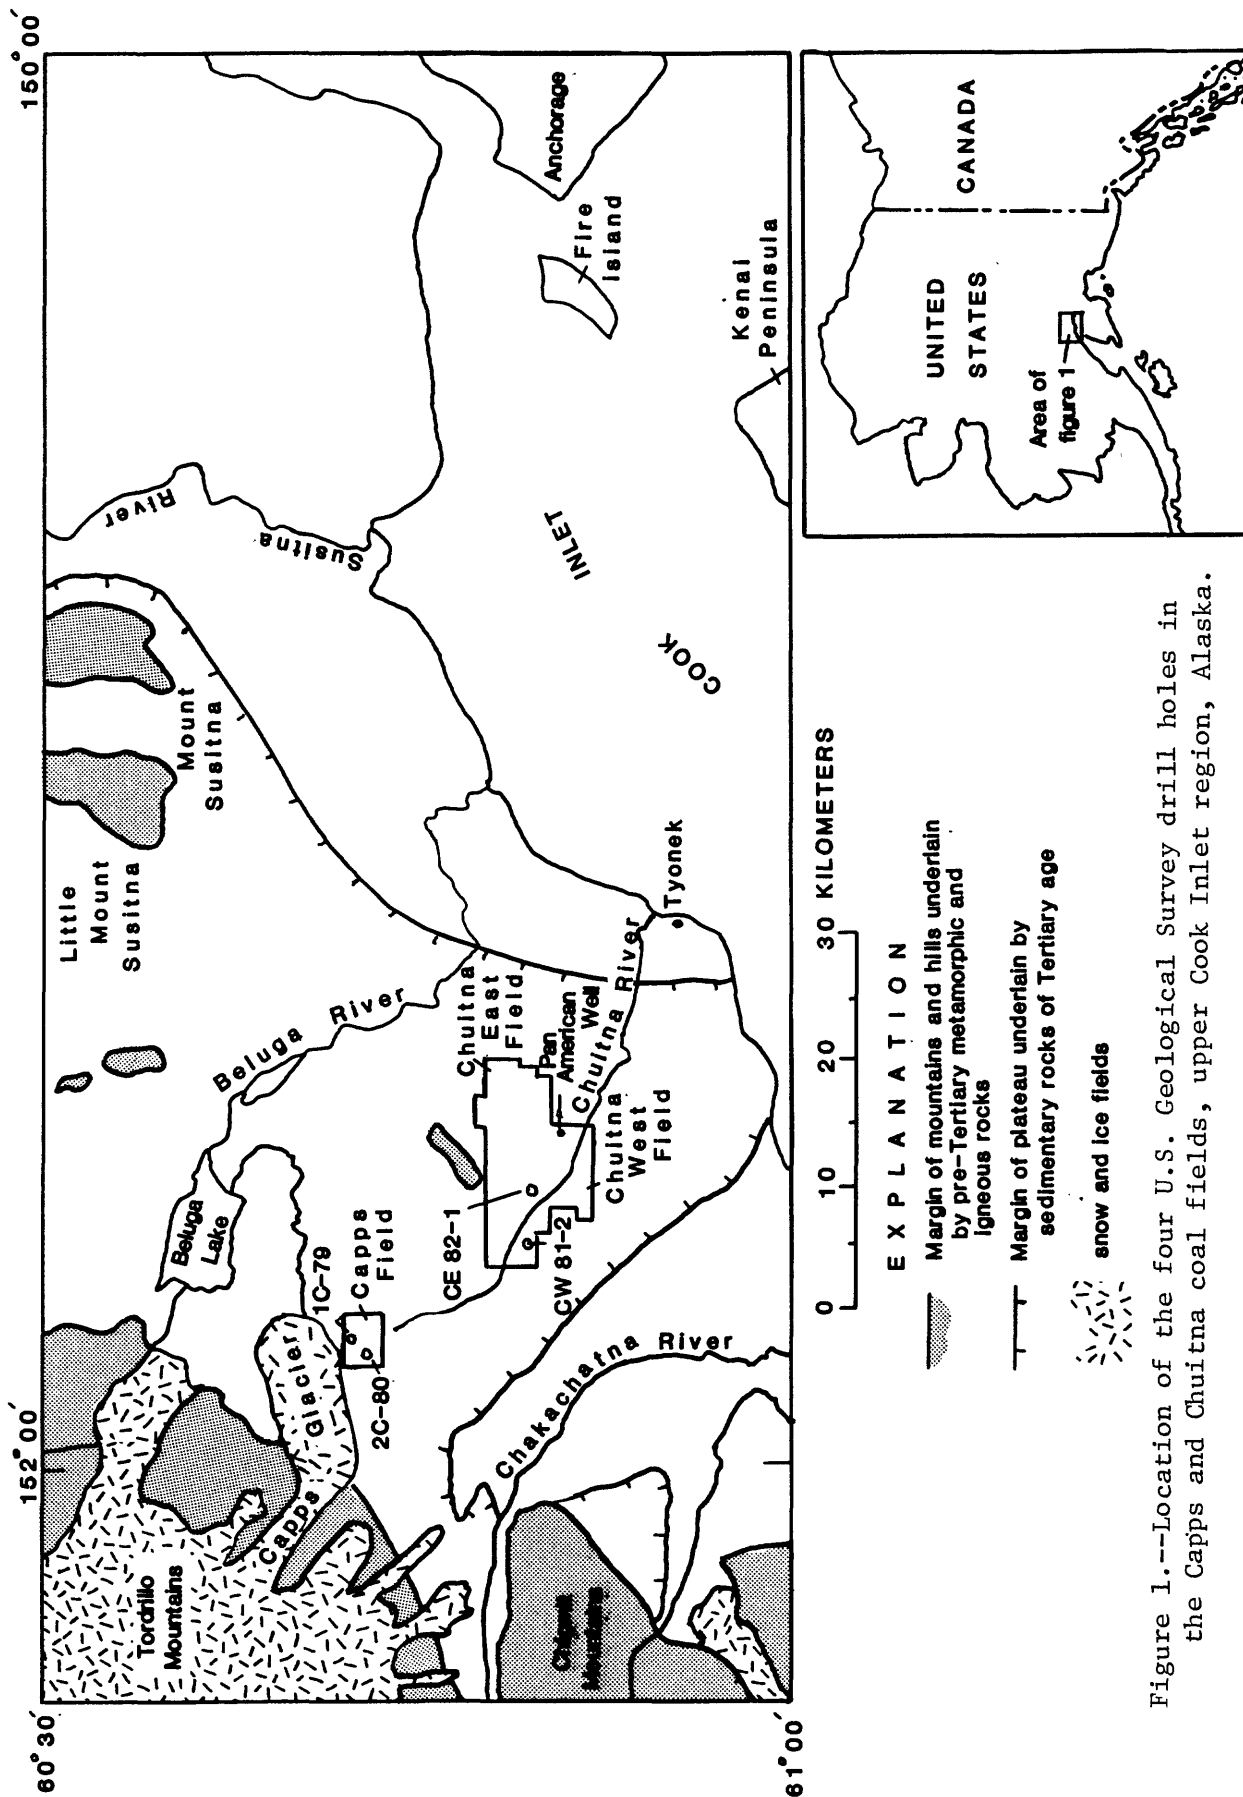 152°00´
150°00´
60°30´
61°00´
Tordrillo
Mountains
Capps
Glacier
Beluga
Lake
1C-79
Capps
Field
2C-80
Beluga River
Little
Mount
Susitna
Mount
Susitna
River
Susitna
CE 82-1
CW 81-2
Chuitna
East
Field
Pan
American
Well
Chuitna River
Chuitna
West
Field
Chakachatna River
Mountains
Tyonek
COOK
INLET
Anchorage
Fire
Island
Kenai
Peninsula
0 10 20 30 KILOMETERS
EXPLANATION
Margin of mountains and hills underlain
by pre-Tertiary metamorphic and
igneous rocks
Margin of plateau underlain by
sedimentary rocks of Tertiary age
snow and ice fields
UNITED
STATES
CANADA
Area of
figure 1
Figure 1.--Location of the four U.S. Geological Survey drill holes in
the Capps and Chuitna coal fields, upper Cook Inlet region, Alaska.